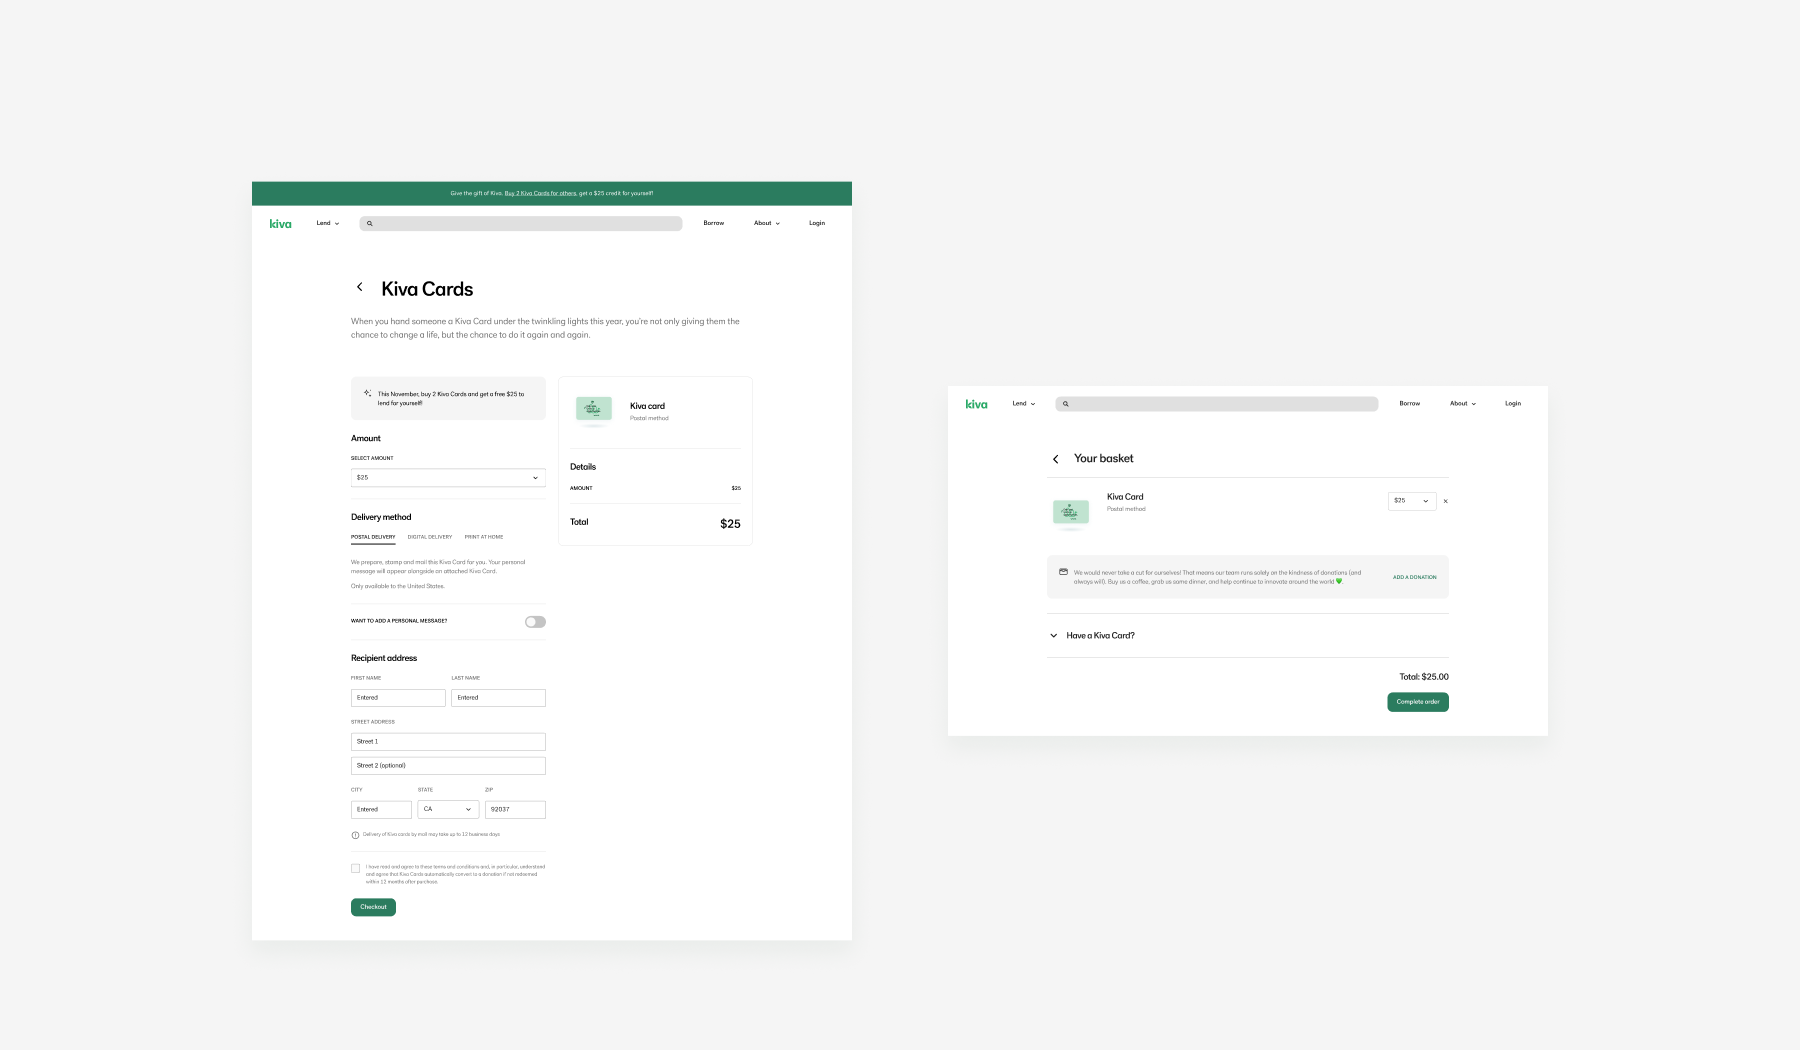 Give the gift of Kiva. Buy 2 Kiva Cards for others, get a $25 credit for yourself!
kiva
Lend
Borrow
About
Login
Kiva Cards
When you hand someone a Kiva Card under the twinkling lights this year, you're not only giving them the
chance to change a life, but the chance to do it again and again.
This November, buy 2 Kiva Cards and get a free $25 to
lend for yourself!
Amount
SELECT AMOUNT
$25
Delivery method
POSTAL DELIVERY
DIGITAL DELIVERY
PRINT AT HOME
We prepare, stamp and mail this Kiva Card for you. Your personal
message will appear alongside an attached Kiva Card.
Only available to the United States.
WANT TO ADD A PERSONAL MESSAGE?
Recipient address
FIRST NAME
LAST NAME
Entered
Entered
STREET ADDRESS
Street 1
Street 2 (optional)
CITY
STATE
ZIP
Entered
CA
92037
Delivery of Kiva cards by mail may take up to 12 business days
I have read and agree to these terms and conditions and, in particular, understand
and agree that Kiva Cards automatically convert to a donation if not redeemed
within 12 months after purchase.
Checkout
Kiva card
Postal method
Details
AMOUNT
$25
Total
$25
kiva
Lend
Borrow
About
Login
Your basket
Kiva Card
Postal method
$25
We would never take a cut for ourselves! That means our team runs solely on the kindness of donations (and
always will). Buy us a coffee, grab us some dinner, and help continue to innovate around the world 💚.
ADD A DONATION
Have a Kiva Card?
Total: $25.00
Complete order